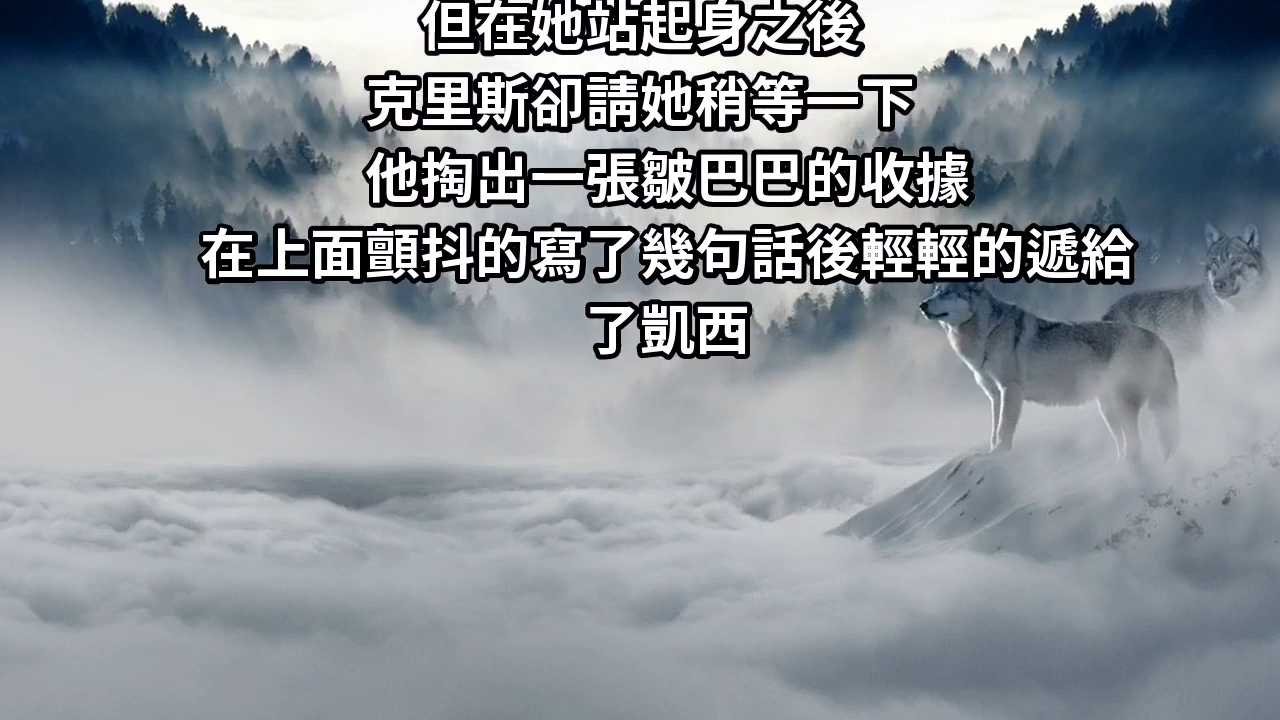 但在她站起身之後
克里斯卻請她稍等一下
他掏出一張皺巴巴的收據
在上面顫抖的寫了幾句話後輕輕的遞給
了凱西